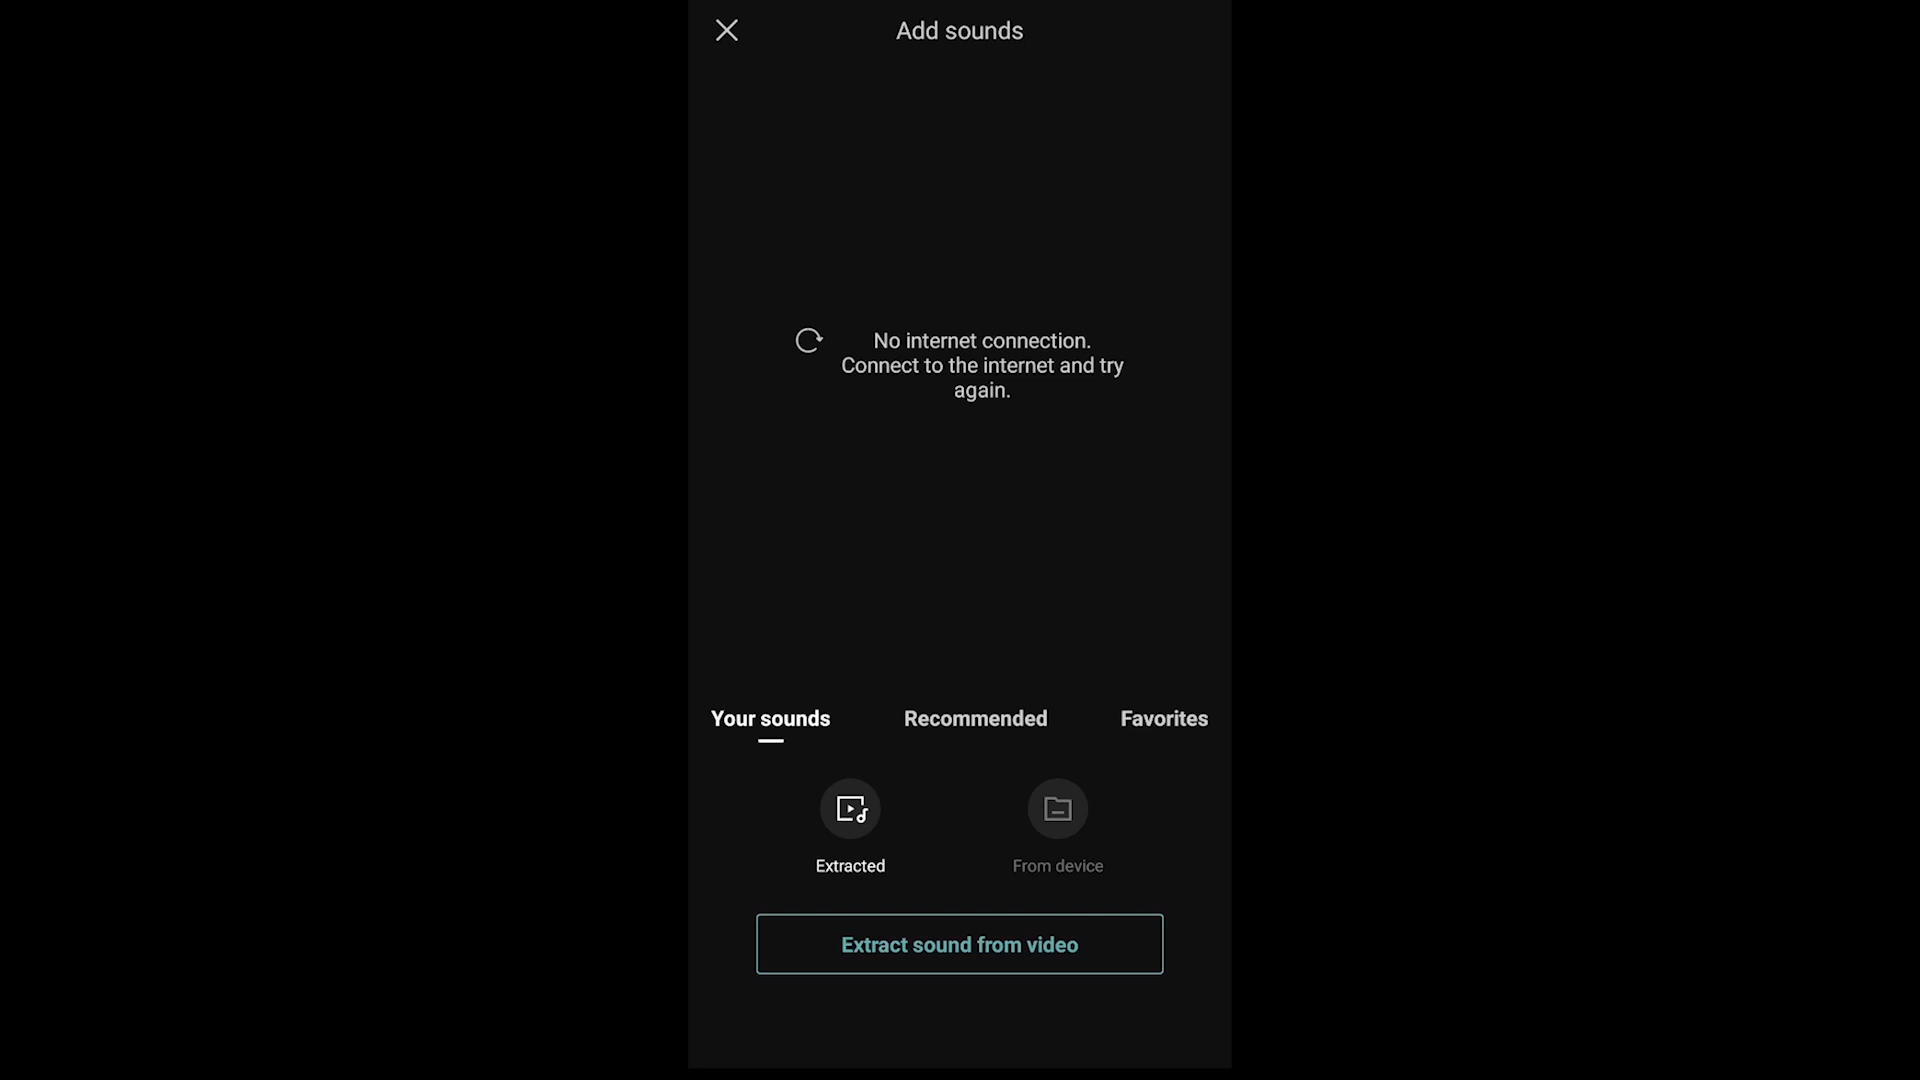 Add sounds
No internet connection.
Connect to the internet and try
again.
Your sounds
Recommended
Favorites
Extracted
From device
Extract sound from video